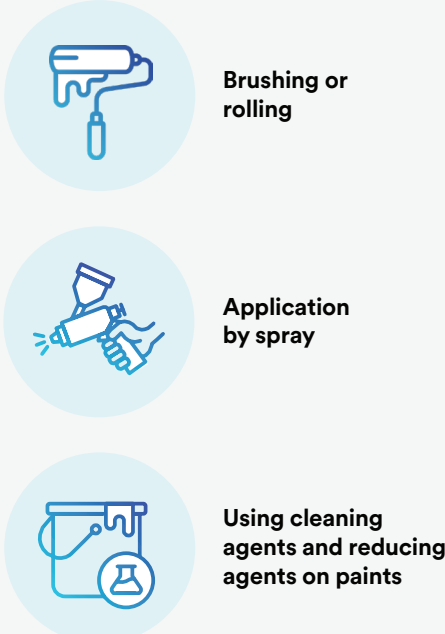 Brushing or
rolling
Application
by spray
Using cleaning
agents and reducing
agents on paints